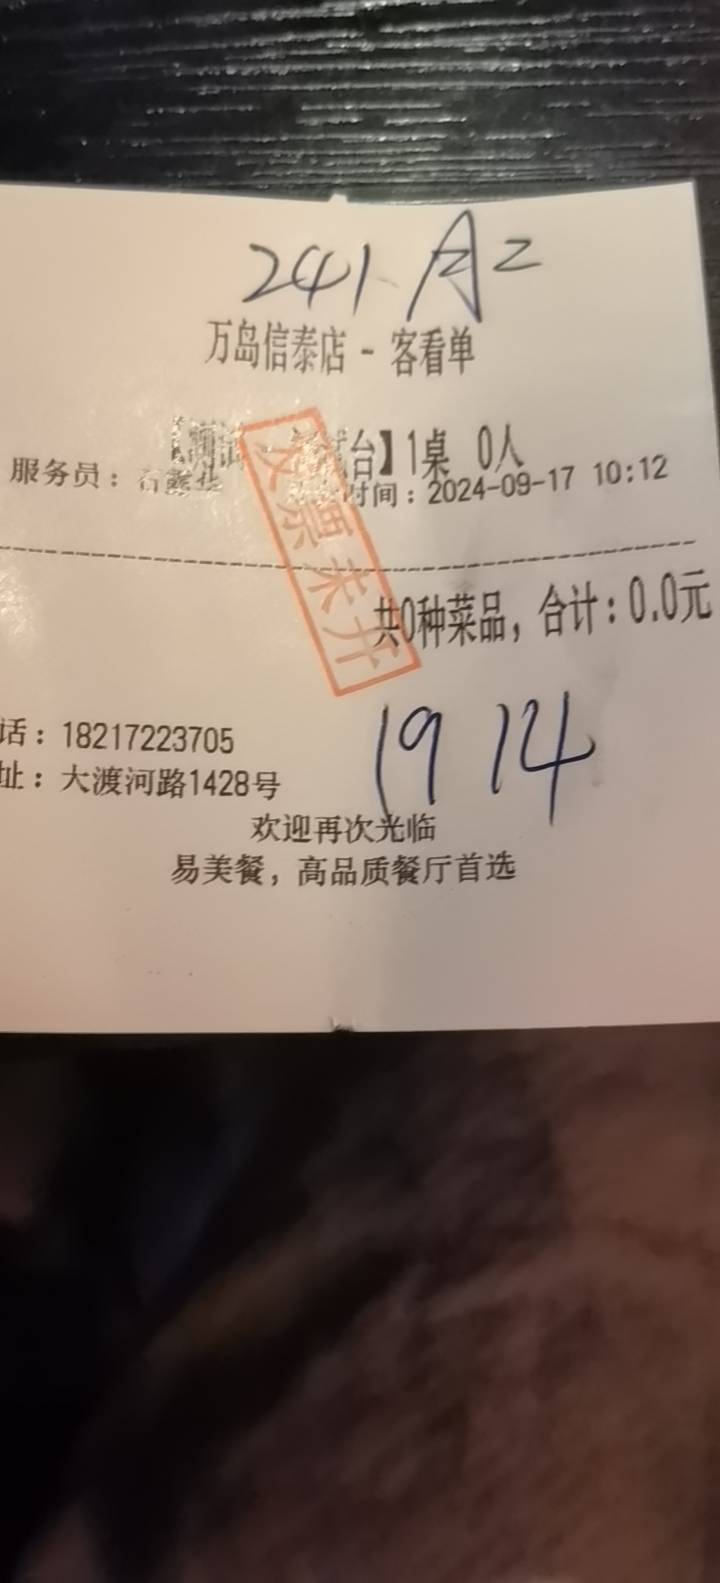 241 月2
万岛信泰店 - 客看单
台】1桌 0人
服务员： 时间：2024-09-17 10:12
发票未开
共0种菜品，合计：0.0元
话：18217223705
1914
址：大渡河路1428号
欢迎再次光临
易美餐，高品质餐厅首选